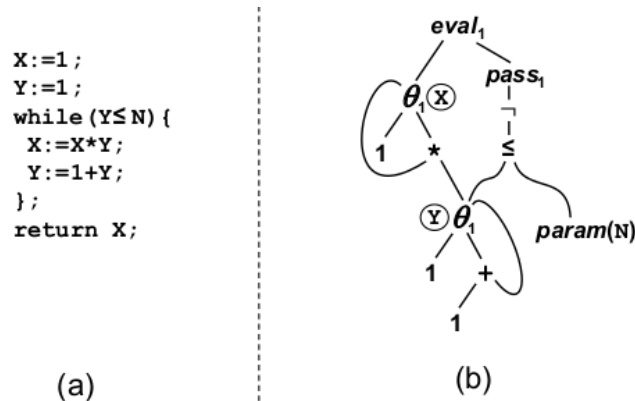 X:=1;
Y:=1;
while(Y≤N){
X:=X*Y;
Y:=1+Y;
};
return X;
(a)
eval₁
pass₁
θ₁ X
¬
1 * ≤
Y θ₁
param(N)
1 +
1
(b)